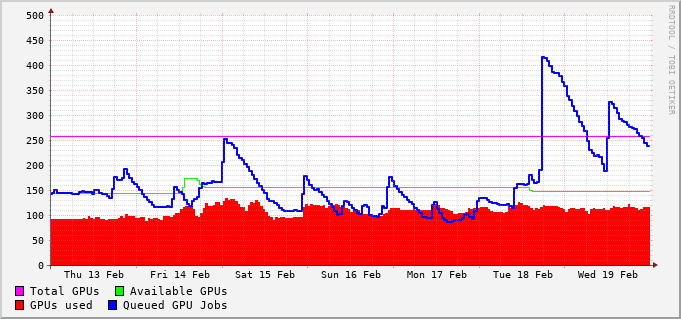 RRDTOOL / TOBI OETIKER
500
450
400
350
300
250
200
150
100
50
0
Thu 13 Feb Fri 14 Feb Sat 15 Feb Sun 16 Feb Mon 17 Feb Tue 18 Feb Wed 19 Feb
Total GPUs Available GPUs
GPUs used Queued GPU Jobs